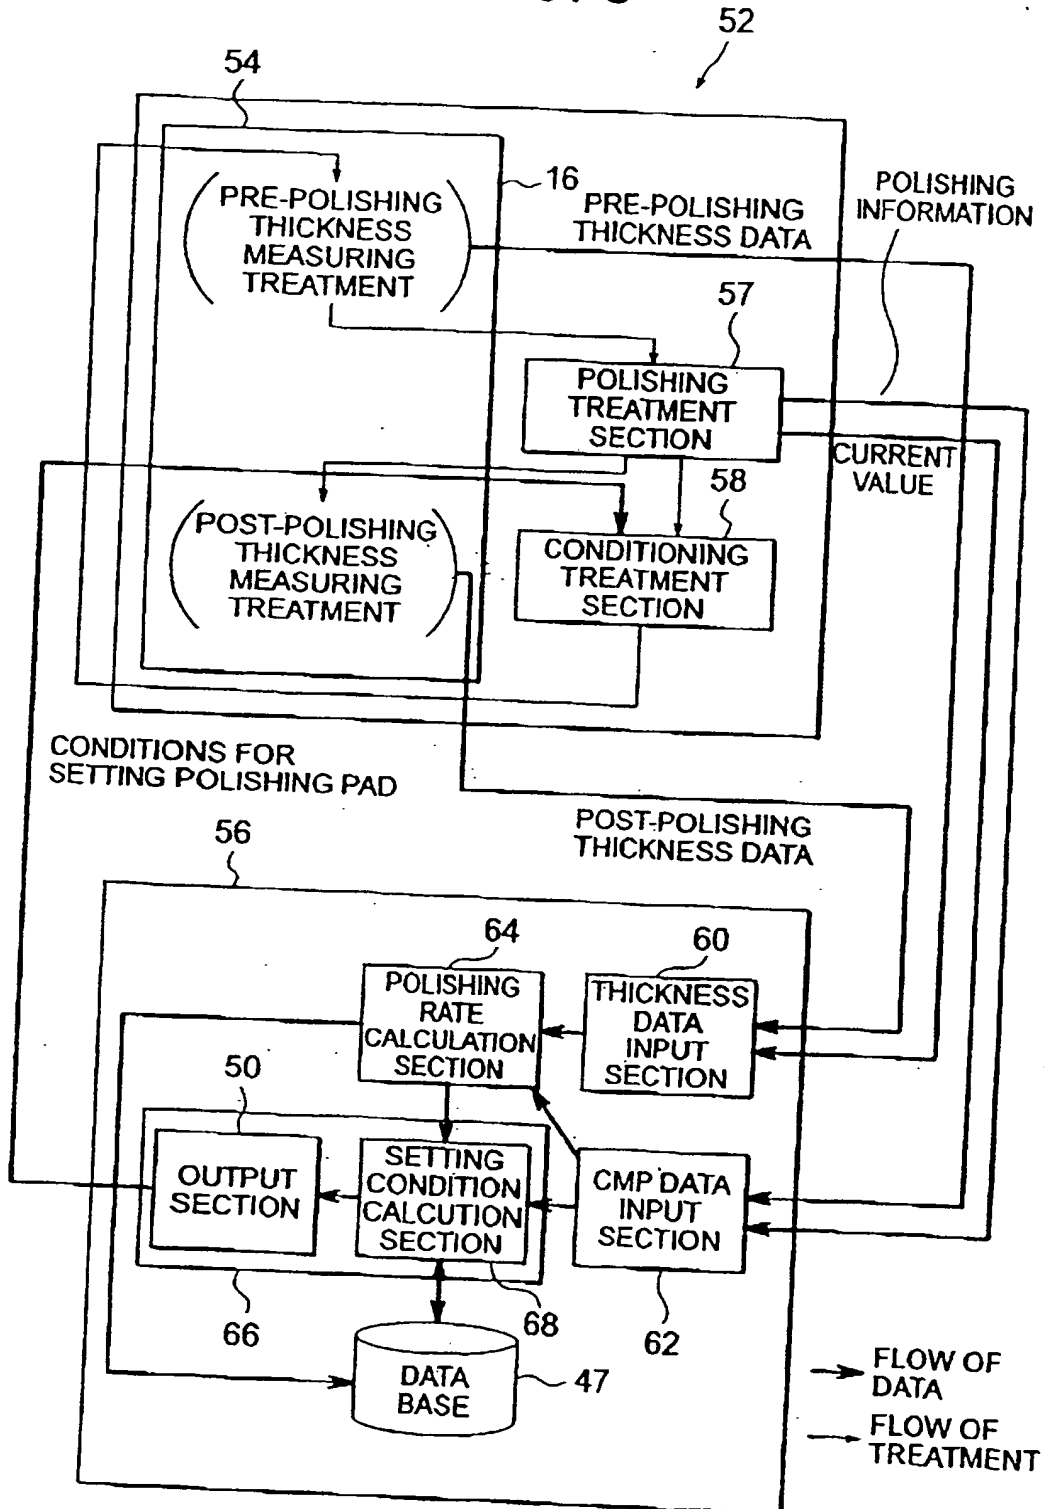 52
54
16
PRE-POLISHING
THICKNESS
MEASURING
TREATMENT
PRE-POLISHING
THICKNESS DATA
POLISHING
INFORMATION
57
POLISHING
TREATMENT
SECTION
CURRENT
VALUE
58
POST-POLISHING
THICKNESS
MEASURING
TREATMENT
CONDITIONING
TREATMENT
SECTION
CONDITIONS FOR
SETTING POLISHING PAD
POST-POLISHING
THICKNESS DATA
56
64
60
POLISHING
RATE
CALCULATION
SECTION
THICKNESS
DATA
INPUT
SECTION
50
OUTPUT
SECTION
SETTING
CONDITION
CALCUTION
SECTION
CMP DATA
INPUT
SECTION
66
68
62
DATA
BASE
47
FLOW OF
DATA
FLOW OF
TREATMENT